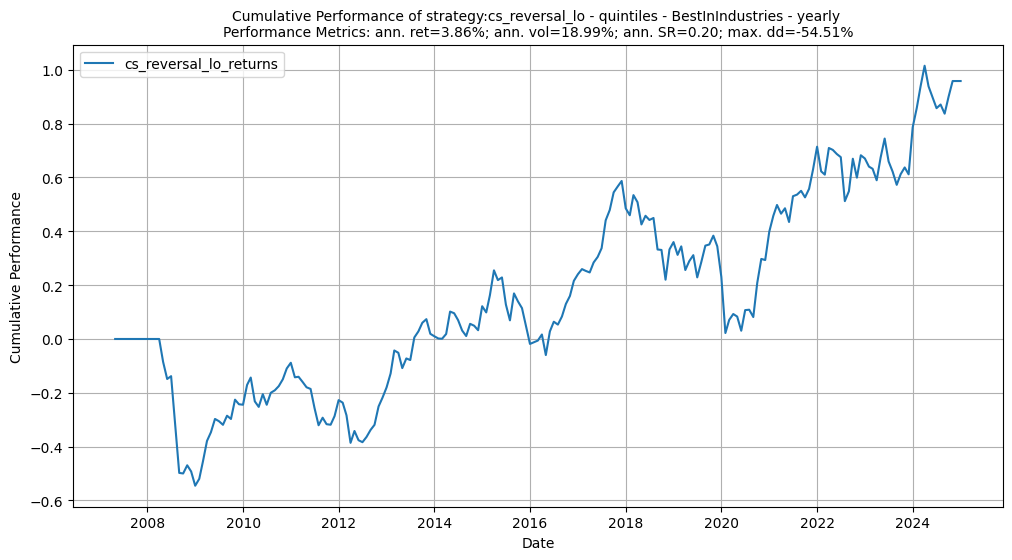 Cumulative Performance of strategy:cs_reversal_lo - quintiles - BestInIndustries - yearly
Performance Metrics: ann. ret=3.86%; ann. vol=18.99%; ann. SR=0.20; max. dd=-54.51%
cs_reversal_lo_returns
Cumulative Performance
1.0
0.8
0.6
0.4
0.2
0.0
−0.2
−0.4
−0.6
2008 2010 2012 2014 2016 2018 2020 2022 2024
Date